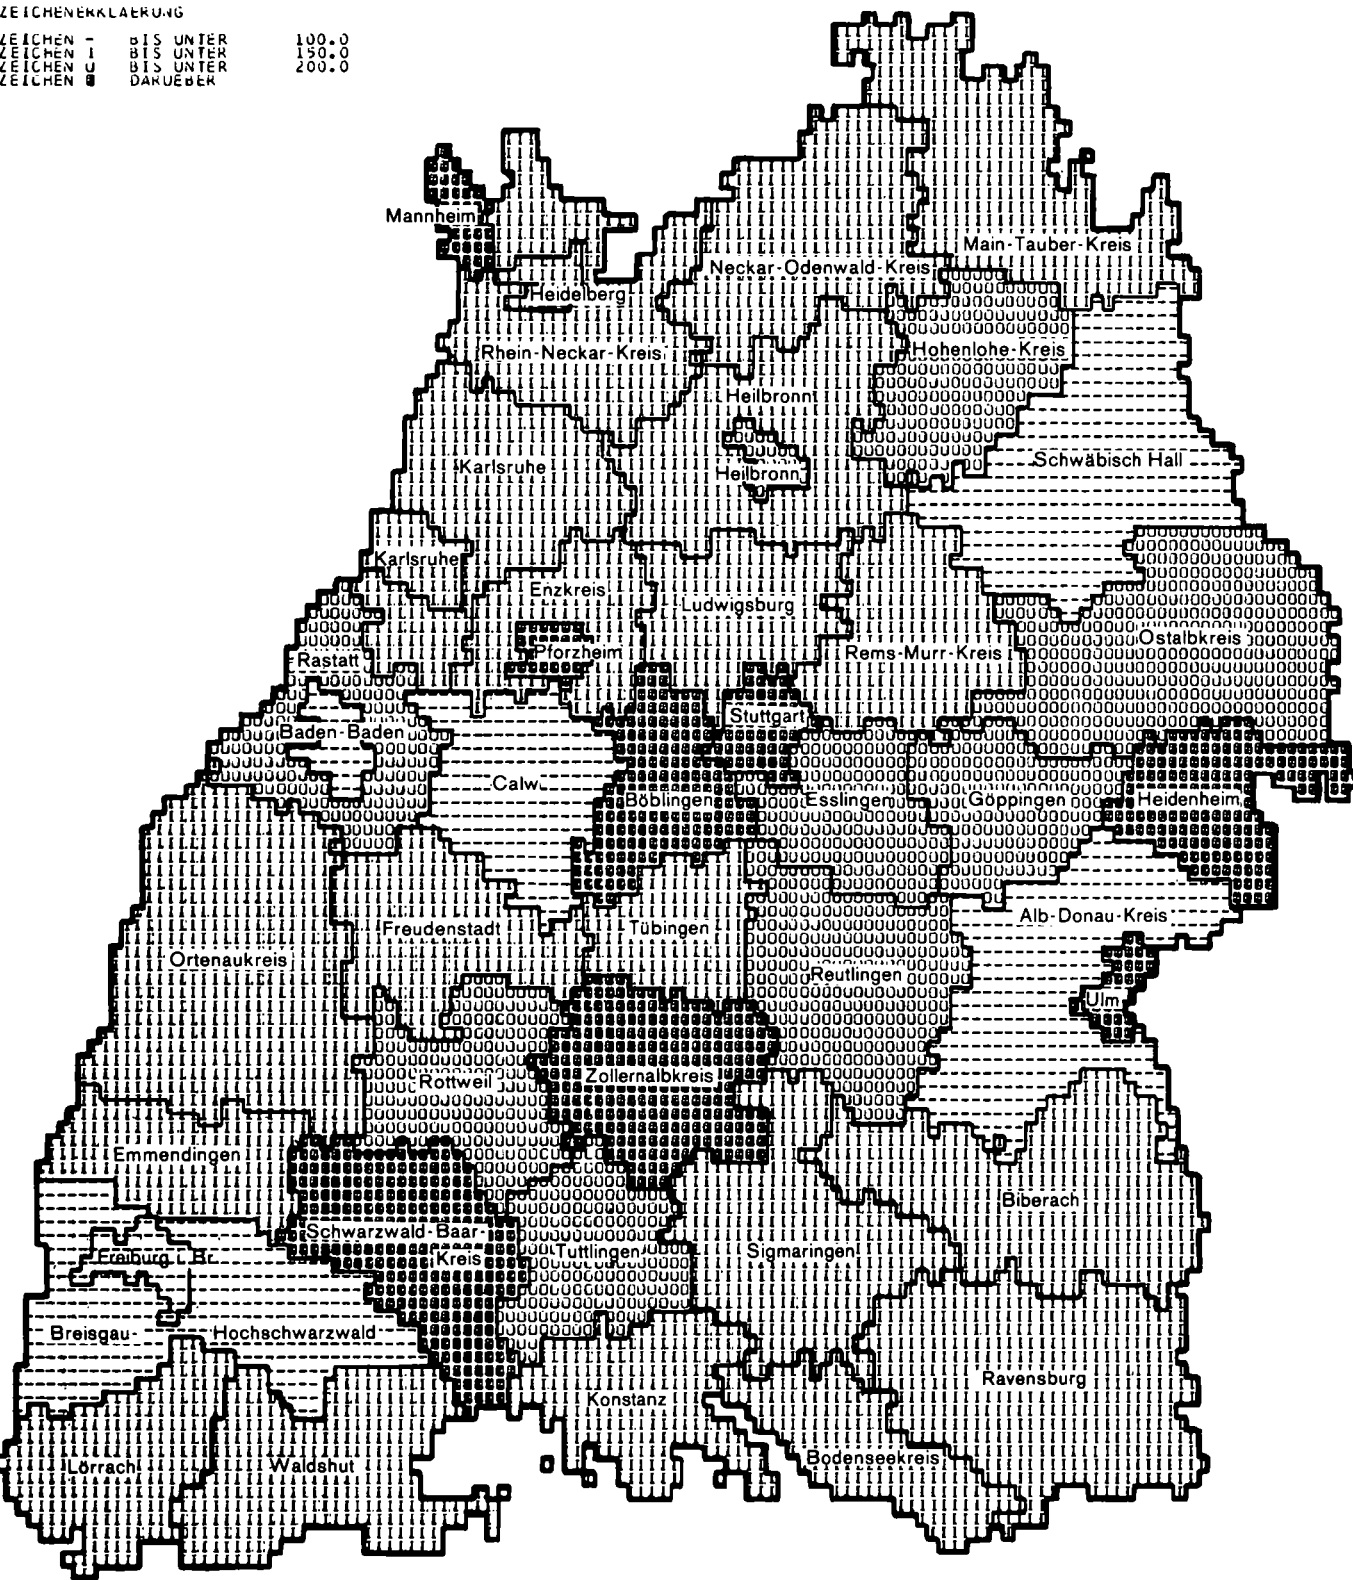 ZEICHENERKLAERUNG
ZEICHEN - BIS UNTER 100.0
ZEICHEN I BIS UNTER 150.0
ZEICHEN U BIS UNTER 200.0
ZEICHEN DARUEBER
Mannheim
Main-Tauber-Kreis
Neckar-Odenwald-Kreis
Heidelberg
Rhein-Neckar-Kreis
Hohenlohe-Kreis
Heilbronn
Karlsruhe
Heilbronn
Schwäbisch Hall
Karlsruhe
Enzkreis
Ludwigsburg
Ostalbkreis
Pforzheim
Rems-Murr-Kreis
Rastatt
Stuttgart
Baden-Baden
Calw
Böblingen
Esslingen
Göppingen
Heidenheim
Freudenstadt
Tübingen
Alb-Donau-Kreis
Ortenaukreis
Reutlingen
Ulm
Rottweil
Zollernalbkreis
Emmendingen
Biberach
Schwarzwald-Baar-
Kreis
Freiburg i. Br.
Tuttlingen
Sigmaringen
Breisgau- Hochschwarzwald
Konstanz
Ravensburg
Lörrach
Waldshut
Bodenseekreis